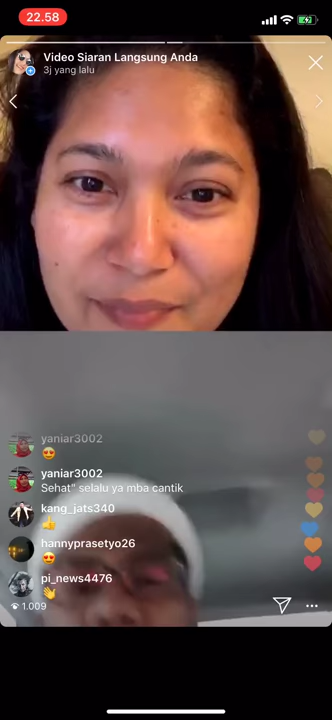 22.58
Video Siaran Langsung Anda
3j yang lalu
yaniar3002
😍
yaniar3002
Sehat" selalu ya mba cantik
kang_jats340
👍
hannyprasetyo26
😍
pi_news4476
👋
1.009